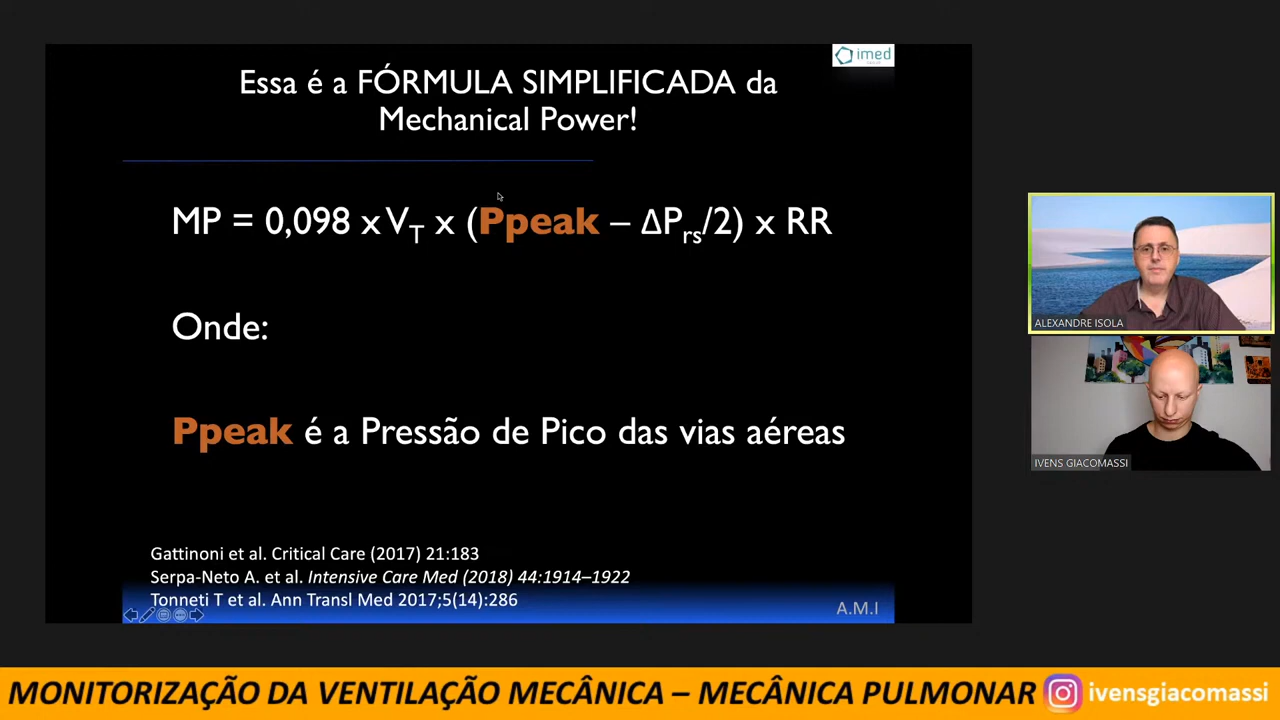 imed
Essa é a FÓRMULA SIMPLIFICADA da
Mechanical Power!
MP = 0,098 x VT x (Ppeak – ΔPrs/2) x RR
Onde:
Ppeak é a Pressão de Pico das vias aéreas
Gattinoni et al. Critical Care (2017) 21:183
Serpa-Neto A. et al. Intensive Care Med (2018) 44:1914–1922
Tonneti T et al. Ann Transl Med 2017;5(14):286
A.M.I
ALEXANDRE ISOLA
IVENS GIACOMASSI
MONITORIZAÇÃO DA VENTILAÇÃO MECÂNICA – MECÂNICA PULMONAR ivensgiacomassi